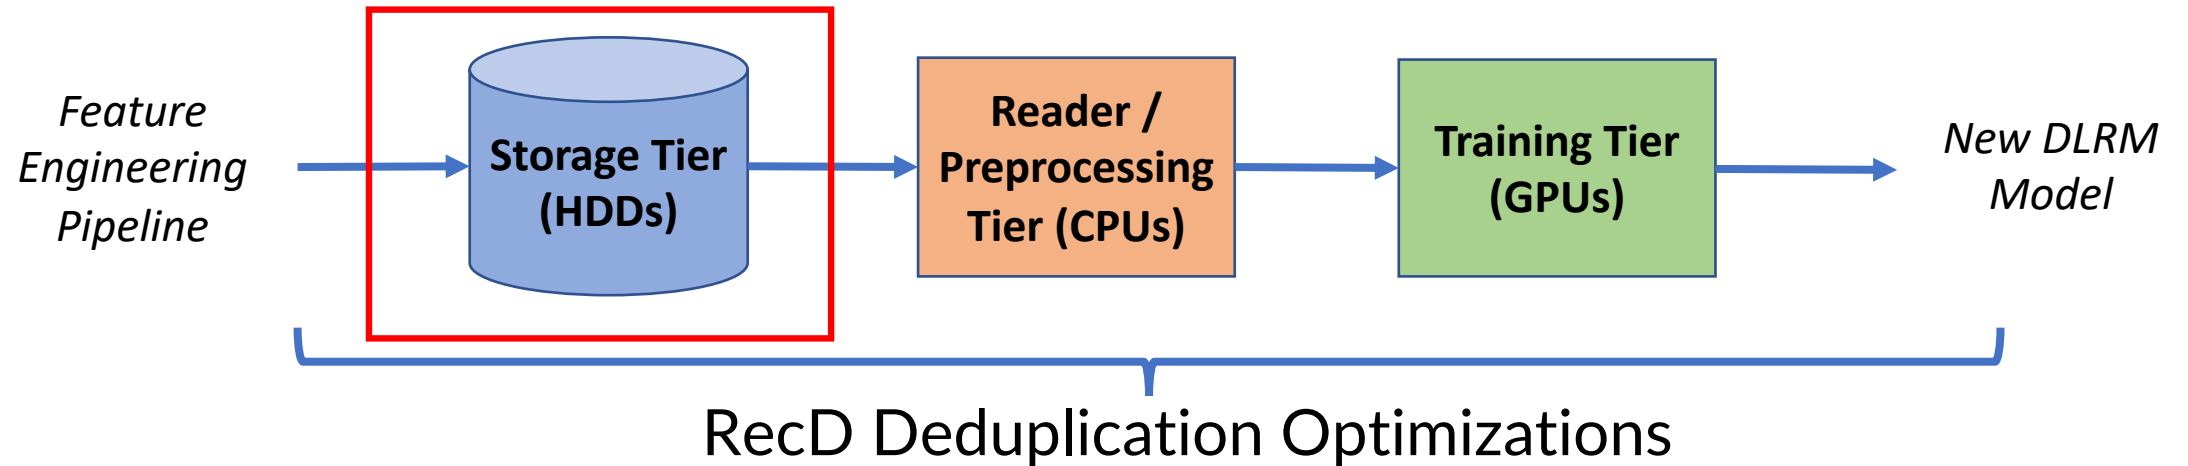 Feature
Engineering
Pipeline
Storage Tier
(HDDs)
Reader /
Preprocessing
Tier (CPUs)
Training Tier
(GPUs)
New DLRM
Model
RecD Deduplication Optimizations